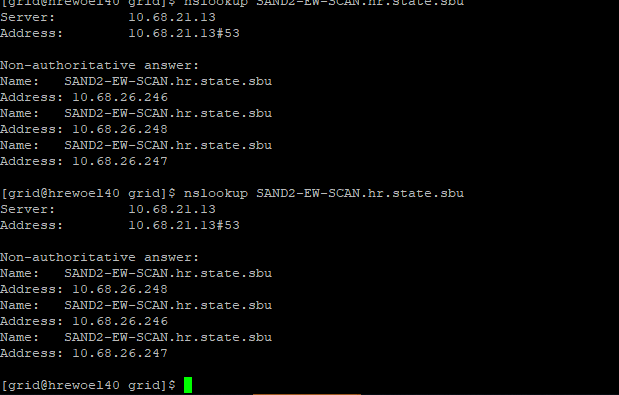 [grid@hrewoel40 grid]$ nslookup SAND2-EW-SCAN.hr.state.sbu
Server:         10.68.21.13
Address:        10.68.21.13#53

Non-authoritative answer:
Name:   SAND2-EW-SCAN.hr.state.sbu
Address: 10.68.26.246
Name:   SAND2-EW-SCAN.hr.state.sbu
Address: 10.68.26.248
Name:   SAND2-EW-SCAN.hr.state.sbu
Address: 10.68.26.247

[grid@hrewoel40 grid]$ nslookup SAND2-EW-SCAN.hr.state.sbu
Server:         10.68.21.13
Address:        10.68.21.13#53

Non-authoritative answer:
Name:   SAND2-EW-SCAN.hr.state.sbu
Address: 10.68.26.248
Name:   SAND2-EW-SCAN.hr.state.sbu
Address: 10.68.26.246
Name:   SAND2-EW-SCAN.hr.state.sbu
Address: 10.68.26.247

[grid@hrewoel40 grid]$